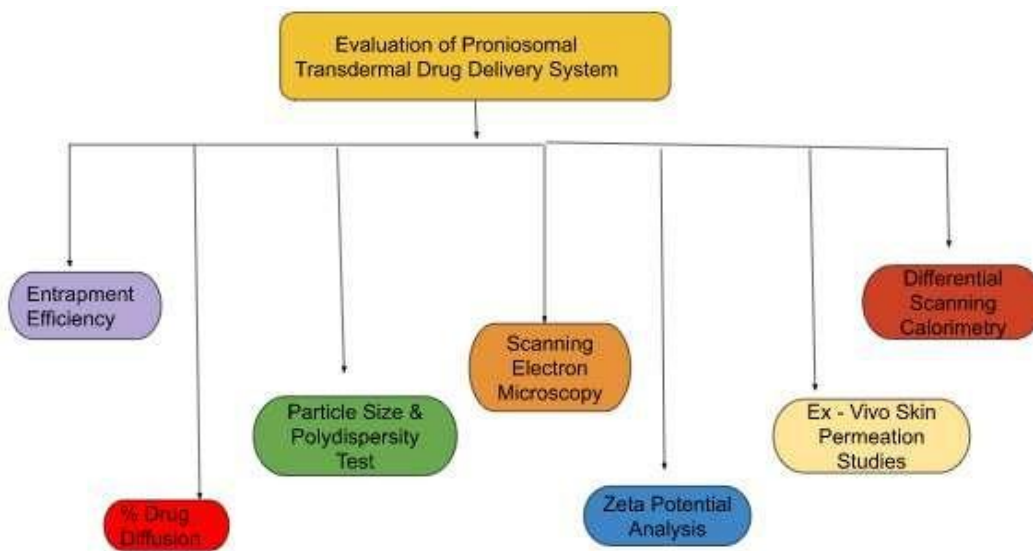 Evaluation of Proniosomal
Transdermal Drug Delivery System
Entrapment
Efficiency
% Drug
Diffusion
Particle Size &
Polydispersity
Test
Scanning
Electron
Microscopy
Zeta Potential
Analysis
Ex - Vivo Skin
Permeation
Studies
Differential
Scanning
Calorimetry